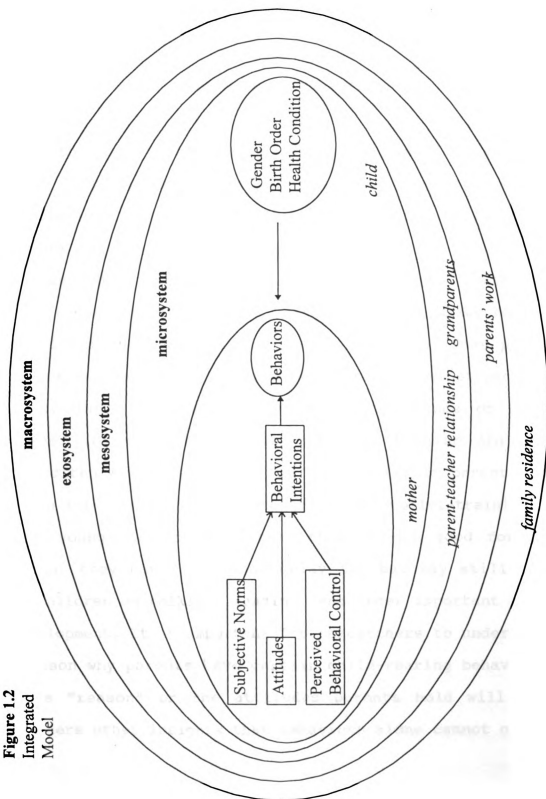 Figure 1.2
Integrated
Model
macrosystem
exosystem
mesosystem
microsystem
Subjective Norms
Attitudes
Perceived
Behavioral Control
Behavioral
Intentions
Behaviors
Gender
Birth Order
Health Condition
child
mother
parent-teacher relationship
grandparents
parents' work
family residence